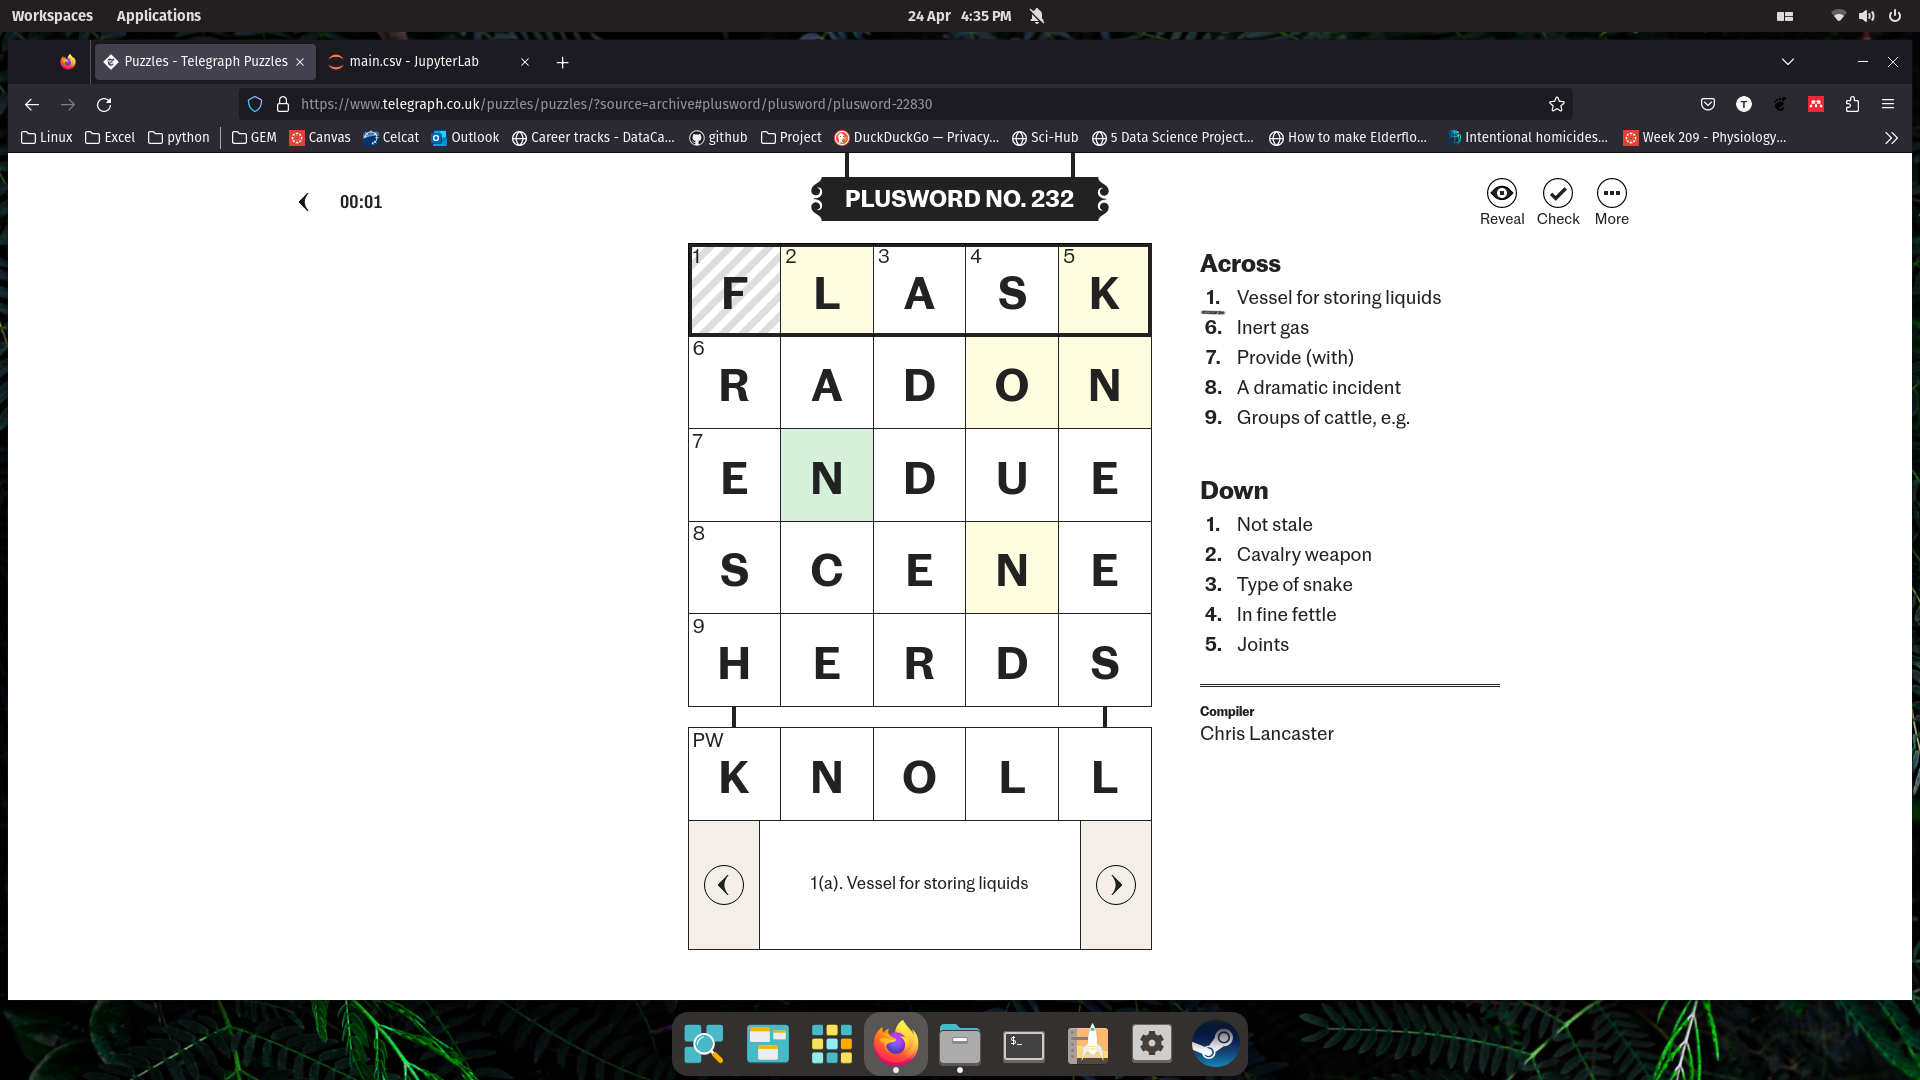 Workspaces Applications 24 Apr 4:35 PM
Puzzles - Telegraph Puzzles main.csv - JupyterLab
https://www.telegraph.co.uk/puzzles/puzzles/?source=archive#plusword/plusword/plusword-22830
Linux Excel python GEM Canvas Celcat Outlook Career tracks - DataCa... github Project DuckDuckGo — Privacy... Sci-Hub 5 Data Science Project... How to make Elderflo... Intentional homicides... Week 209 - Physiology...
00:01
PLUSWORD NO. 232
Reveal Check More
1 F 2 L 3 A 4 S 5 K
6 R A D O N
7 E N D U E
8 S C E N E
9 H E R D S
PW K N O L L
1(a). Vessel for storing liquids
Across
1. Vessel for storing liquids
6. Inert gas
7. Provide (with)
8. A dramatic incident
9. Groups of cattle, e.g.
Down
1. Not stale
2. Cavalry weapon
3. Type of snake
4. In fine fettle
5. Joints
Compiler
Chris Lancaster